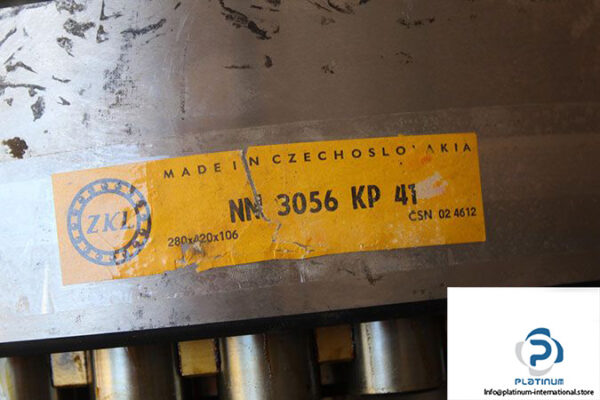 MADE IN CZECHOSLOVAKIA
ZKL
NN 3056 KP 41
280x420x106
ČSN 02 4612
PLATINUM
Info@platinum-international.store